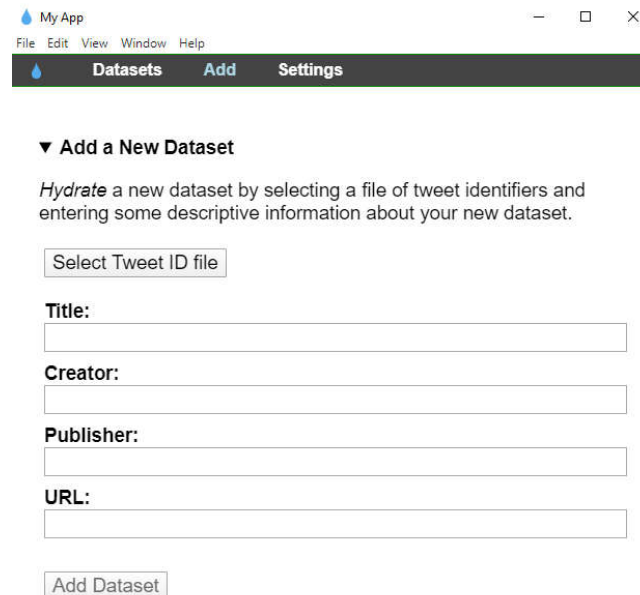 My App
File Edit View Window Help
Datasets Add Settings
Add a New Dataset
Hydrate a new dataset by selecting a file of tweet identifiers and
entering some descriptive information about your new dataset.
Select Tweet ID file
Title:
Creator:
Publisher:
URL:
Add Dataset